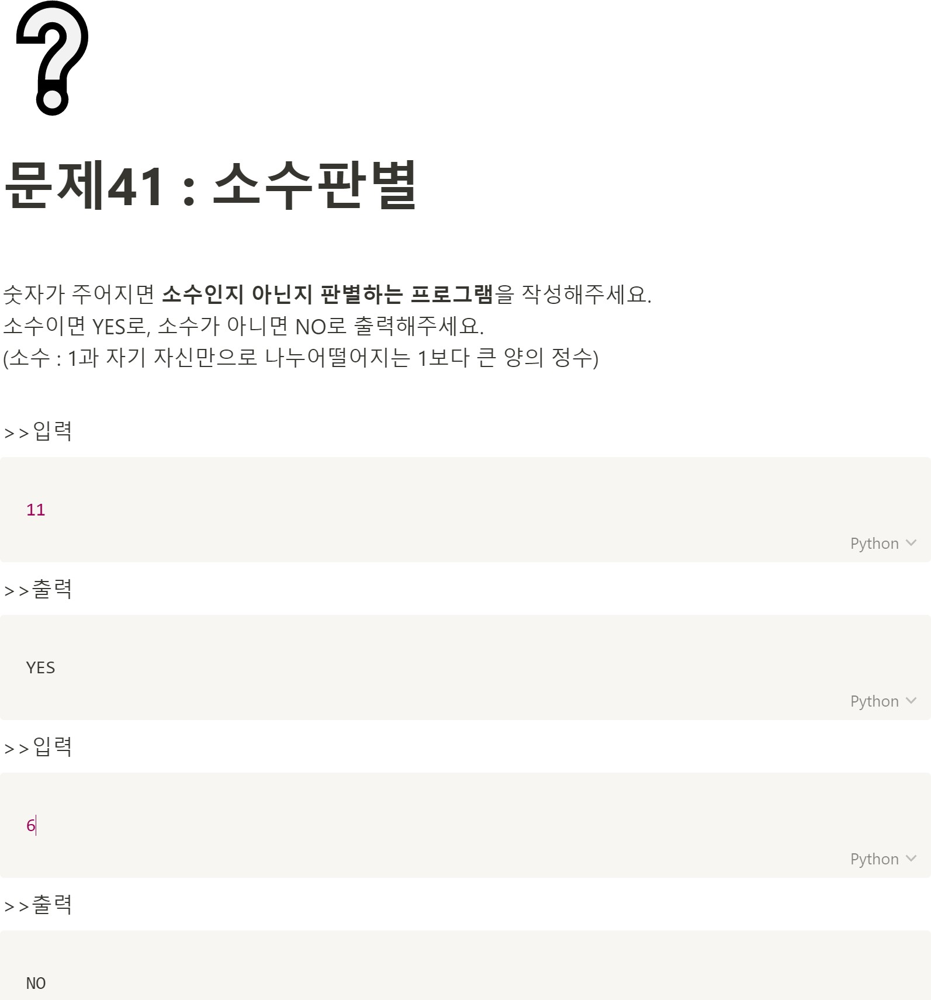 문제41 : 소수판별
숫자가 주어지면 소수인지 아닌지 판별하는 프로그램을 작성해주세요.
소수이면 YES로, 소수가 아니면 NO로 출력해주세요.
(소수 : 1과 자기 자신만으로 나누어떨어지는 1보다 큰 양의 정수)
>>입력
11
Python
>>출력
YES
Python
>>입력
6
Python
>>출력
NO